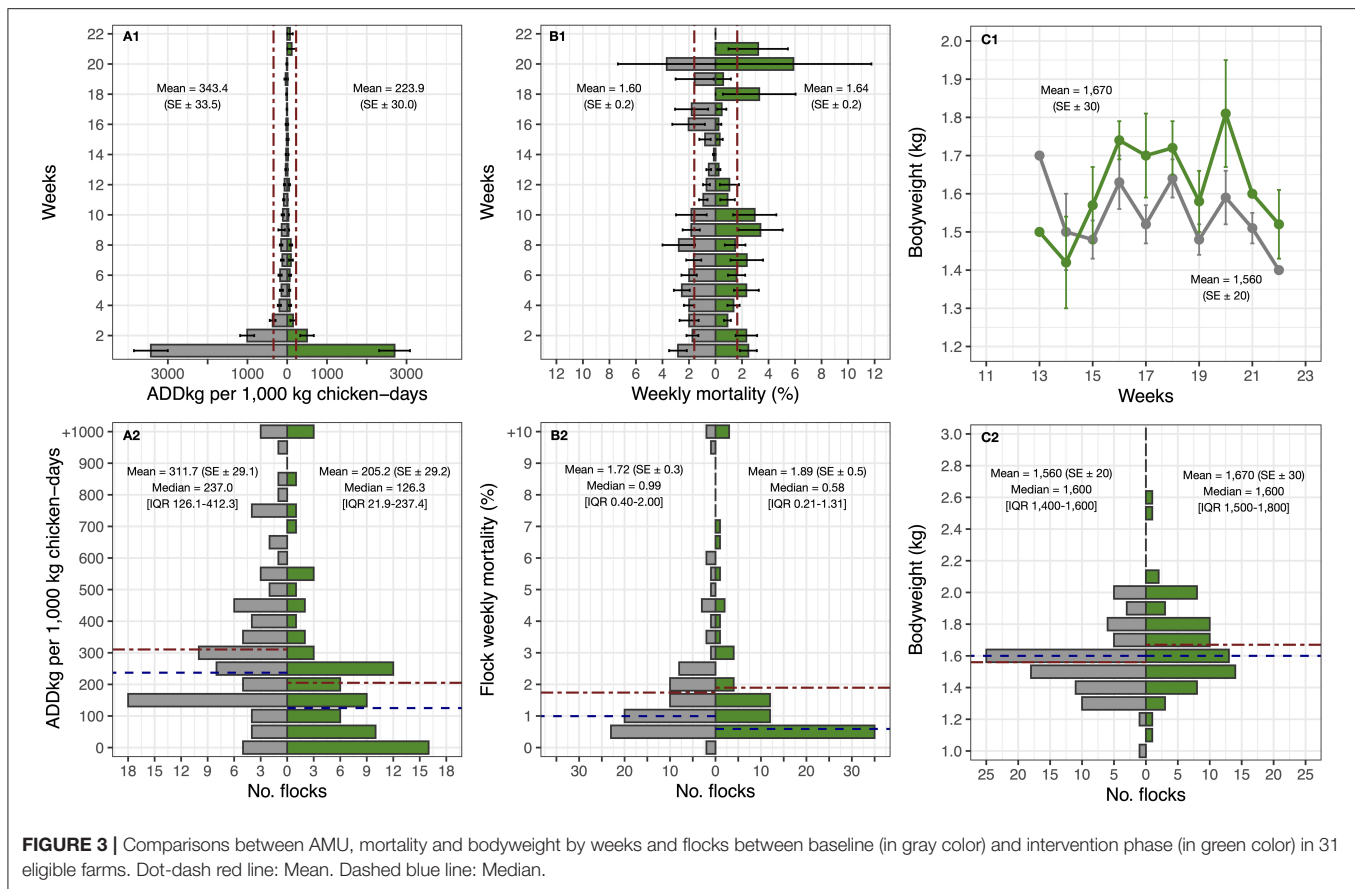 A1
22
20
18
16
14
12
10
8
6
4
2
Weeks
Mean = 343.4
(SE ± 33.5)
Mean = 223.9
(SE ± 30.0)
3000 1000 0 1000 3000
ADDkg per 1,000 kg chicken−days
B1
22
20
18
16
14
12
10
8
6
4
2
Weeks
Mean = 1.60
(SE ± 0.2)
Mean = 1.64
(SE ± 0.2)
12 10 8 6 4 2 0 2 4 6 8 10 12
Weekly mortality (%)
C1
2.0
1.9
1.8
1.7
1.6
1.5
1.4
1.3
1.2
Bodyweight (kg)
Mean = 1,670
(SE ± 30)
Mean = 1,560
(SE ± 20)
11 13 15 17 19 21 23
Weeks
A2
+1000
900
800
700
600
500
400
300
200
100
0
ADDkg per 1,000 kg chicken−days
Mean = 311.7 (SE ± 29.1)
Median = 237.0
[IQR 126.1-412.3]
Mean = 205.2 (SE ± 29.2)
Median = 126.3
[IQR 21.9-237.4]
18 15 12 9 6 3 0 3 6 9 12 15 18
No. flocks
B2
+10
9
8
7
6
5
4
3
2
1
0
Flock weekly mortality (%)
Mean = 1.72 (SE ± 0.3)
Median = 0.99
[IQR 0.40-2.00]
Mean = 1.89 (SE ± 0.5)
Median = 0.58
[IQR 0.21-1.31]
30 20 10 0 10 20 30
No. flocks
C2
3.0
2.8
2.6
2.4
2.2
2.0
1.8
1.6
1.4
1.2
1.0
Bodyweight (kg)
Mean = 1,560 (SE ± 20)
Median = 1,600
[IQR 1,400-1,600]
Mean = 1,670 (SE ± 30)
Median = 1,600
[IQR 1,500-1,800]
25 20 15 10 5 0 5 10 15 20 25
No. flocks
FIGURE 3 | Comparisons between AMU, mortality and bodyweight by weeks and flocks between baseline (in gray color) and intervention phase (in green color) in 31
eligible farms. Dot-dash red line: Mean. Dashed blue line: Median.